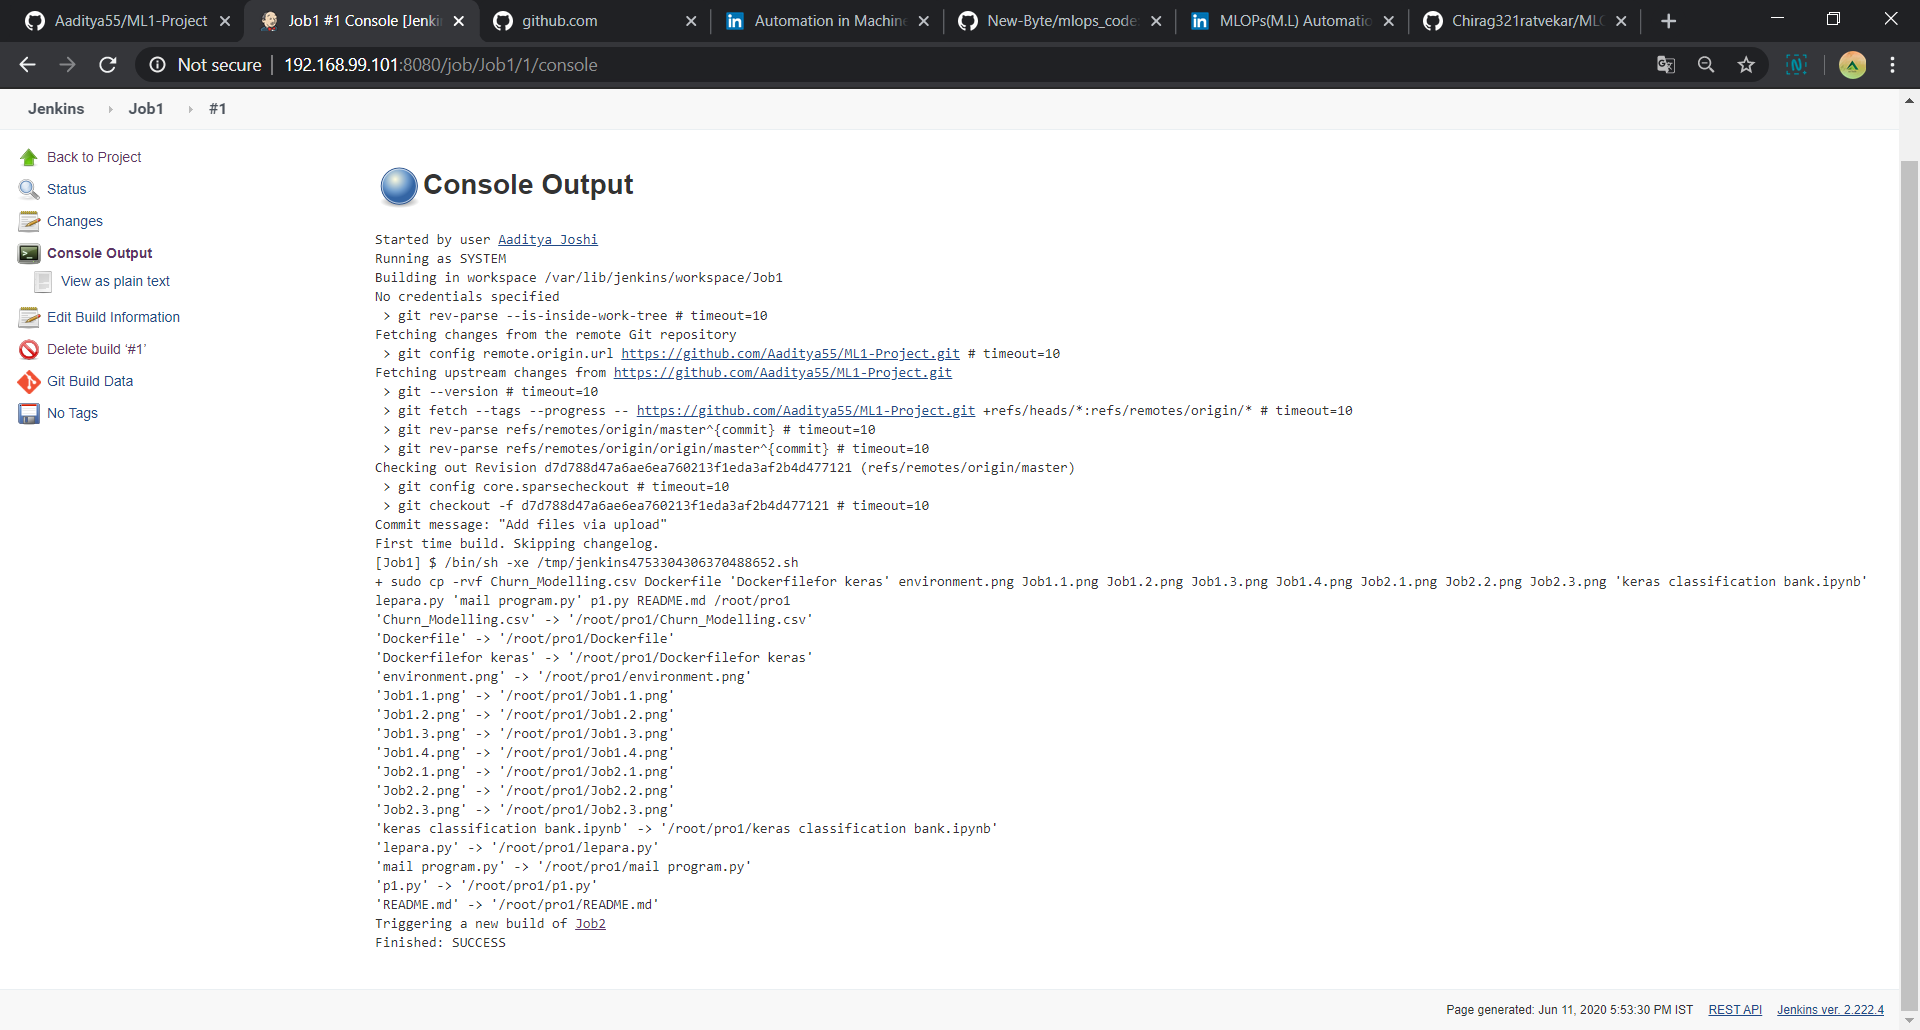 Aaditya55/ML1-Project
Job1 #1 Console [Jenki
github.com
Automation in Machine
New-Byte/mlops_code
MLOPs(M.L) Automatio
Chirag321ratvekar/MLO
Not secure
192.168.99.101:8080/job/Job1/1/console
Jenkins
Job1
#1
Back to Project
Status
Changes
Console Output
View as plain text
Edit Build Information
Delete build ‘#1’
Git Build Data
No Tags
Console Output
Started by user Aaditya Joshi
Running as SYSTEM
Building in workspace /var/lib/jenkins/workspace/Job1
No credentials specified
 > git rev-parse --is-inside-work-tree # timeout=10
Fetching changes from the remote Git repository
 > git config remote.origin.url https://github.com/Aaditya55/ML1-Project.git # timeout=10
Fetching upstream changes from https://github.com/Aaditya55/ML1-Project.git
 > git --version # timeout=10
 > git fetch --tags --progress -- https://github.com/Aaditya55/ML1-Project.git +refs/heads/*:refs/remotes/origin/* # timeout=10
 > git rev-parse refs/remotes/origin/master^{commit} # timeout=10
 > git rev-parse refs/remotes/origin/origin/master^{commit} # timeout=10
Checking out Revision d7d788d47a6ae6ea760213f1eda3af2b4d477121 (refs/remotes/origin/master)
 > git config core.sparsecheckout # timeout=10
 > git checkout -f d7d788d47a6ae6ea760213f1eda3af2b4d477121 # timeout=10
Commit message: "Add files via upload"
First time build. Skipping changelog.
[Job1] $ /bin/sh -xe /tmp/jenkins4753304306370488652.sh
+ sudo cp -rvf Churn_Modelling.csv Dockerfile 'Dockerfilefor keras' environment.png Job1.1.png Job1.2.png Job1.3.png Job1.4.png Job2.1.png Job2.2.png Job2.3.png 'keras classification bank.ipynb'
lepara.py 'mail program.py' p1.py README.md /root/pro1
'Churn_Modelling.csv' -> '/root/pro1/Churn_Modelling.csv'
'Dockerfile' -> '/root/pro1/Dockerfile'
'Dockerfilefor keras' -> '/root/pro1/Dockerfilefor keras'
'environment.png' -> '/root/pro1/environment.png'
'Job1.1.png' -> '/root/pro1/Job1.1.png'
'Job1.2.png' -> '/root/pro1/Job1.2.png'
'Job1.3.png' -> '/root/pro1/Job1.3.png'
'Job1.4.png' -> '/root/pro1/Job1.4.png'
'Job2.1.png' -> '/root/pro1/Job2.1.png'
'Job2.2.png' -> '/root/pro1/Job2.2.png'
'Job2.3.png' -> '/root/pro1/Job2.3.png'
'keras classification bank.ipynb' -> '/root/pro1/keras classification bank.ipynb'
'lepara.py' -> '/root/pro1/lepara.py'
'mail program.py' -> '/root/pro1/mail program.py'
'p1.py' -> '/root/pro1/p1.py'
'README.md' -> '/root/pro1/README.md'
Triggering a new build of Job2
Finished: SUCCESS
Page generated: Jun 11, 2020 5:53:30 PM IST
REST API
Jenkins ver. 2.222.4